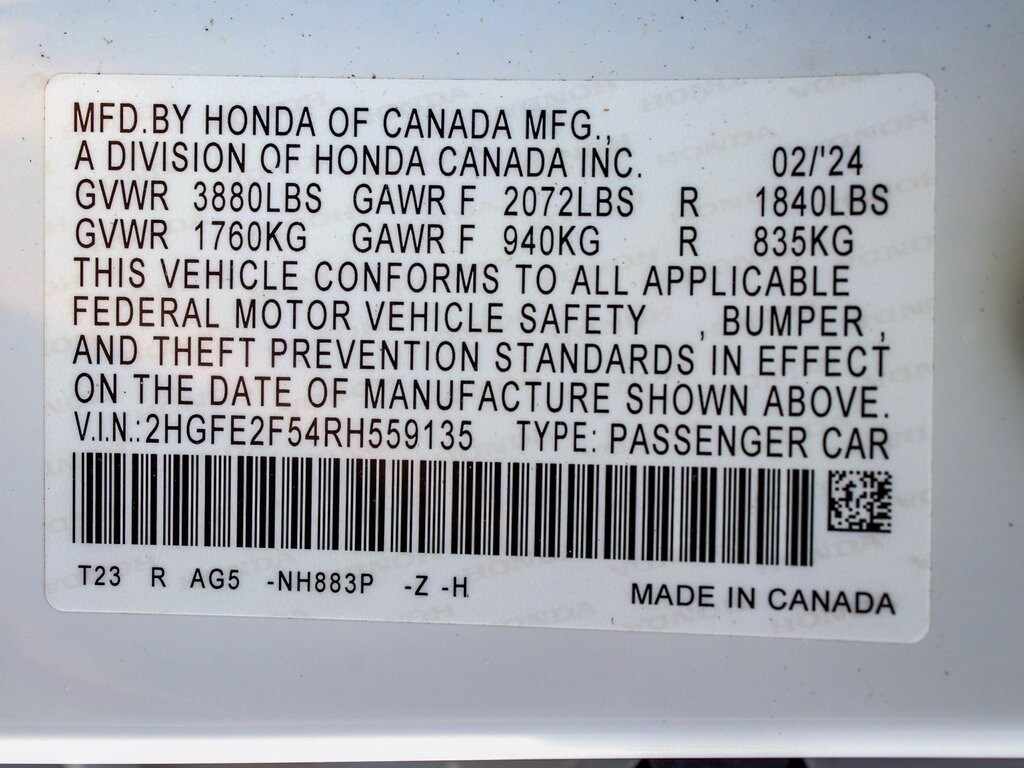 MFD.BY HONDA OF CANADA MFG.,
A DIVISION OF HONDA CANADA INC. 02/'24
GVWR 3880LBS GAWR F 2072LBS R 1840LBS
GVWR 1760KG GAWR F 940KG R 835KG
THIS VEHICLE CONFORMS TO ALL APPLICABLE
FEDERAL MOTOR VEHICLE SAFETY , BUMPER ,
AND THEFT PREVENTION STANDARDS IN EFFECT
ON THE DATE OF MANUFACTURE SHOWN ABOVE.
V.I.N.:2HGFE2F54RH559135 TYPE: PASSENGER CAR
T23 R AG5 -NH883P -Z -H MADE IN CANADA